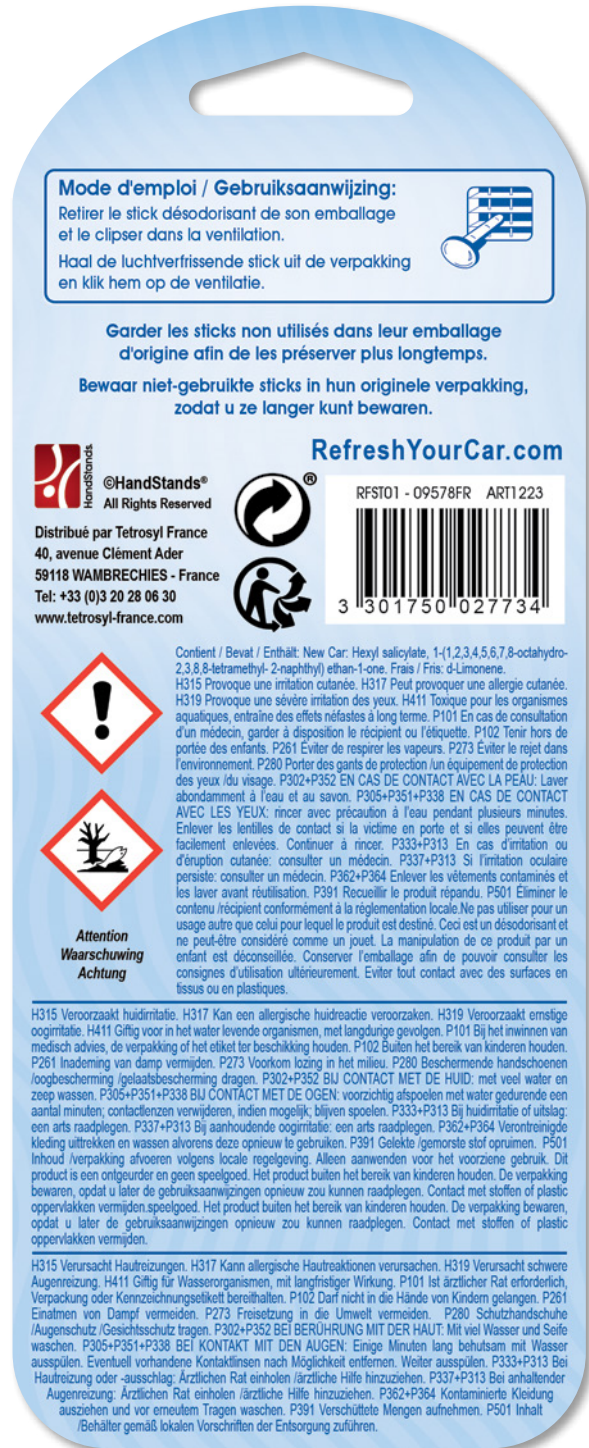 Mode d'emploi / Gebruiksaanwijzing:
Retirer le stick désodorisant de son emballage
et le clipser dans la ventilation.
Haal de luchtverfrissende stick uit de verpakking
en klik hem op de ventilatie.
Garder les sticks non utilisés dans leur emballage
d'origine afin de les préserver plus longtemps.
Bewaar niet-gebruikte sticks in hun originele verpakking,
zodat u ze langer kunt bewaren.
RefreshYourCar.com
HandStands.
©HandStands®
All Rights Reserved
®
RFST01 - 09578FR ART1223
3 301750 027734
Distribué par Tetrosyl France
40, avenue Clément Ader
59118 WAMBRECHIES - France
Tel: +33 (0)3 20 28 06 30
www.tetrosyl-france.com
Contient / Bevat / Enthält: New Car: Hexyl salicylate, 1-(1,2,3,4,5,6,7,8-octahydro-
2,3,8,8-tetramethyl- 2-naphthyl) ethan-1-one. Frais / Fris: d-Limonene.
H315 Provoque une irritation cutanée. H317 Peut provoquer une allergie cutanée.
H319 Provoque une sévère irritation des yeux. H411 Toxique pour les organismes
aquatiques, entraîne des effets néfastes à long terme. P101 En cas de consultation
d'un médecin, garder à disposition le récipient ou l'étiquette. P102 Tenir hors de
portée des enfants. P261 Éviter de respirer les vapeurs. P273 Éviter le rejet dans
l'environnement. P280 Porter des gants de protection /un équipement de protection
des yeux /du visage. P302+P352 EN CAS DE CONTACT AVEC LA PEAU: Laver
abondamment à l'eau et au savon. P305+P351+P338 EN CAS DE CONTACT
AVEC LES YEUX: rincer avec précaution à l'eau pendant plusieurs minutes.
Enlever les lentilles de contact si la victime en porte et si elles peuvent être
facilement enlevées. Continuer à rincer. P333+P313 En cas d'irritation ou
d'éruption cutanée: consulter un médecin. P337+P313 Si l'irritation oculaire
persiste: consulter un médecin. P362+P364 Enlever les vêtements contaminés et
les laver avant réutilisation. P391 Recueillir le produit répandu. P501 Éliminer le
contenu /récipient conformément à la réglementation locale.Ne pas utiliser pour un
usage autre que celui pour lequel le produit est destiné. Ceci est un désodorisant et
ne peut-être considéré comme un jouet. La manipulation de ce produit par un
enfant est déconseillée. Conserver l'emballage afin de pouvoir consulter les
consignes d'utilisation ultérieurement. Eviter tout contact avec des surfaces en
tissus ou en plastiques.
Attention
Waarschuwing
Achtung
H315 Veroorzaakt huidirritatie. H317 Kan een allergische huidreactie veroorzaken. H319 Veroorzaakt ernstige
oogirritatie. H411 Giftig voor in het water levende organismen, met langdurige gevolgen. P101 Bij het inwinnen van
medisch advies, de verpakking of het etiket ter beschikking houden. P102 Buiten het bereik van kinderen houden.
P261 Inademing van damp vermijden. P273 Voorkom lozing in het milieu. P280 Beschermende handschoenen
/oogbescherming /gelaatsbescherming dragen. P302+P352 BIJ CONTACT MET DE HUID: met veel water en
zeep wassen. P305+P351+P338 BIJ CONTACT MET DE OGEN: voorzichtig afspoelen met water gedurende een
aantal minuten; contactlenzen verwijderen, indien mogelijk; blijven spoelen. P333+P313 Bij huidirritatie of uitslag:
een arts raadplegen. P337+P313 Bij aanhoudende oogirritatie: een arts raadplegen. P362+P364 Verontreinigde
kleding uittrekken en wassen alvorens deze opnieuw te gebruiken. P391 Gelekte /gemorste stof opruimen. P501
Inhoud /verpakking afvoeren volgens locale regelgeving. Alleen aanwenden voor het voorziene gebruik. Dit
product is een ontgeurder en geen speelgoed. Het product buiten het bereik van kinderen houden. De verpakking
bewaren, opdat u later de gebruiksaanwijzingen opnieuw zou kunnen raadplegen. Contact met stoffen of plastic
oppervlakken vermijden.speelgoed. Het product buiten het bereik van kinderen houden. De verpakking bewaren,
opdat u later de gebruiksaanwijzingen opnieuw zou kunnen raadplegen. Contact met stoffen of plastic
oppervlakken vermijden.
H315 Verursacht Hautreizungen. H317 Kann allergische Hautreaktionen verursachen. H319 Verursacht schwere
Augenreizung. H411 Giftig für Wasserorganismen, mit langfristiger Wirkung. P101 Ist ärztlicher Rat erforderlich,
Verpackung oder Kennzeichnungsetikett bereithalten. P102 Darf nicht in die Hände von Kindern gelangen. P261
Einatmen von Dampf vermeiden. P273 Freisetzung in die Umwelt vermeiden. P280 Schutzhandschuhe
/Augenschutz /Gesichtsschutz tragen. P302+P352 BEI BERÜHRUNG MIT DER HAUT: Mit viel Wasser und Seife
waschen. P305+P351+P338 BEI KONTAKT MIT DEN AUGEN: Einige Minuten lang behutsam mit Wasser
ausspülen. Eventuell vorhandene Kontaktlinsen nach Möglichkeit entfernen. Weiter ausspülen. P333+P313 Bei
Hautreizung oder -ausschlag: Ärztlichen Rat einholen /ärztliche Hilfe hinzuziehen. P337+P313 Bei anhaltender
Augenreizung: Ärztlichen Rat einholen /ärztliche Hilfe hinzuziehen. P362+P364 Kontaminierte Kleidung
ausziehen und vor erneutem Tragen waschen. P391 Verschüttete Mengen aufnehmen. P501 Inhalt
/Behälter gemäß lokalen Vorschriften der Entsorgung zuführen.